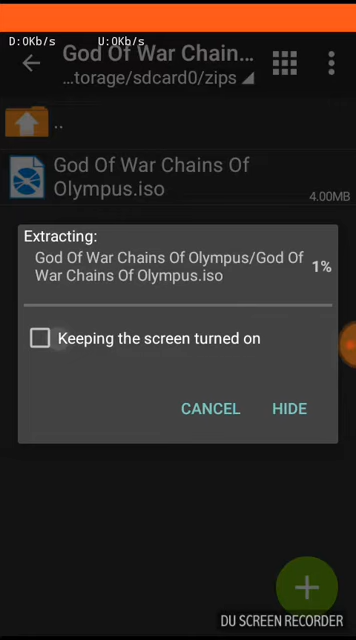 D:0Kb/s U:0Kb/s
God Of War Chain...
...torage/sdcard0/zips
..
God Of War Chains Of
Olympus.iso
4.00MB
Extracting:
God Of War Chains Of Olympus/God Of
War Chains Of Olympus.iso
1%
Keeping the screen turned on
CANCEL HIDE
DU SCREEN RECORDER